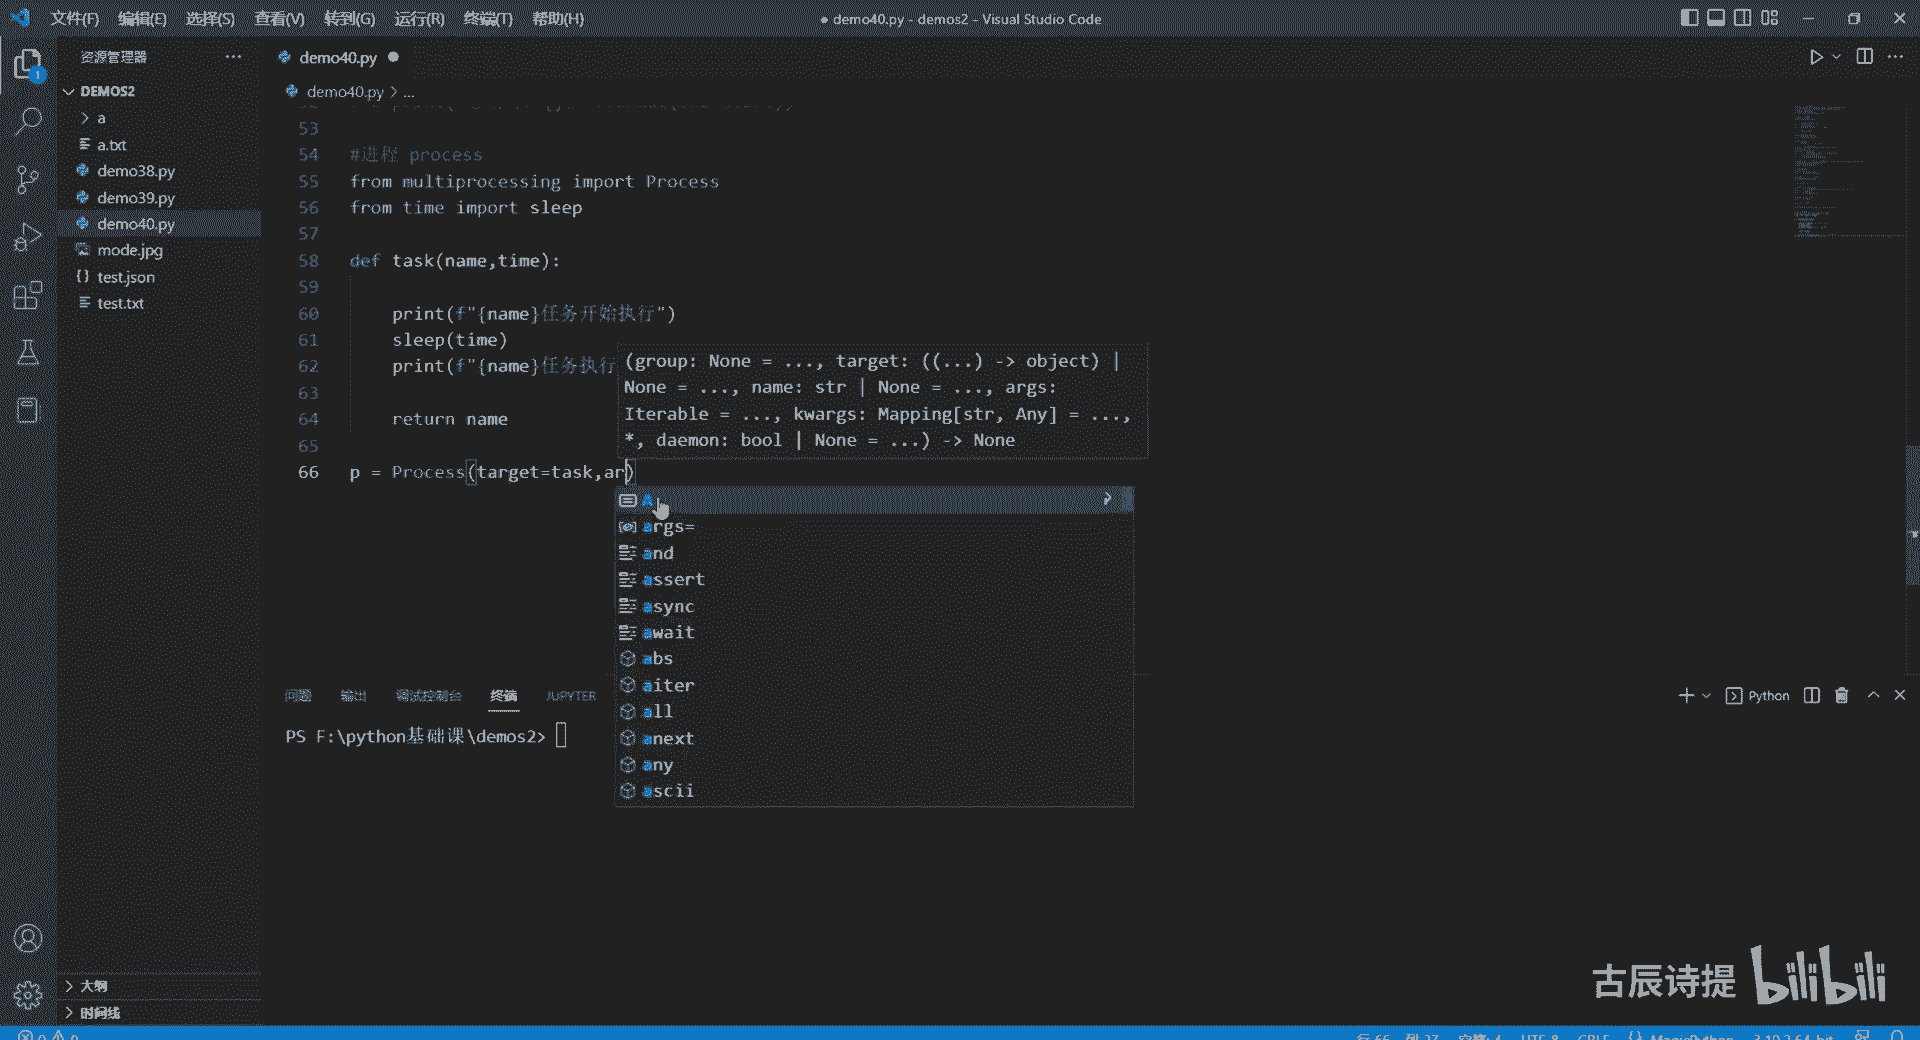 文件(F) 编辑(E) 选择(S) 查看(V) 转到(G) 运行(R) 终端(T) 帮助(H)
● demo40.py - demos2 - Visual Studio Code
资源管理器
demo40.py
1
DEMOS2
demo40.py > ...
a
a.txt
demo38.py
demo39.py
demo40.py
mode.jpg
test.json
test.txt
53
54 #进程 process
55 from multiprocessing import Process
56 from time import sleep
57
58 def task(name,time):
59
60 print(f"{name}任务开始执行")
61 sleep(time)
62 print(f"{name}任务执行
63
64 return name
65
66 p = Process(target=task,ar)
(group: None = ..., target: ((...) -> object) |
None = ..., name: str | None = ..., args:
Iterable = ..., kwargs: Mapping[str, Any] = ...,
*, daemon: bool | None = ...) -> None
A
args=
and
assert
async
await
abs
aiter
all
anext
any
ascii
问题 输出 调试控制台 终端 JUPYTER
Python
PS F:\python基础课\demos2>
大纲
时间线
古辰诗提 bilibili